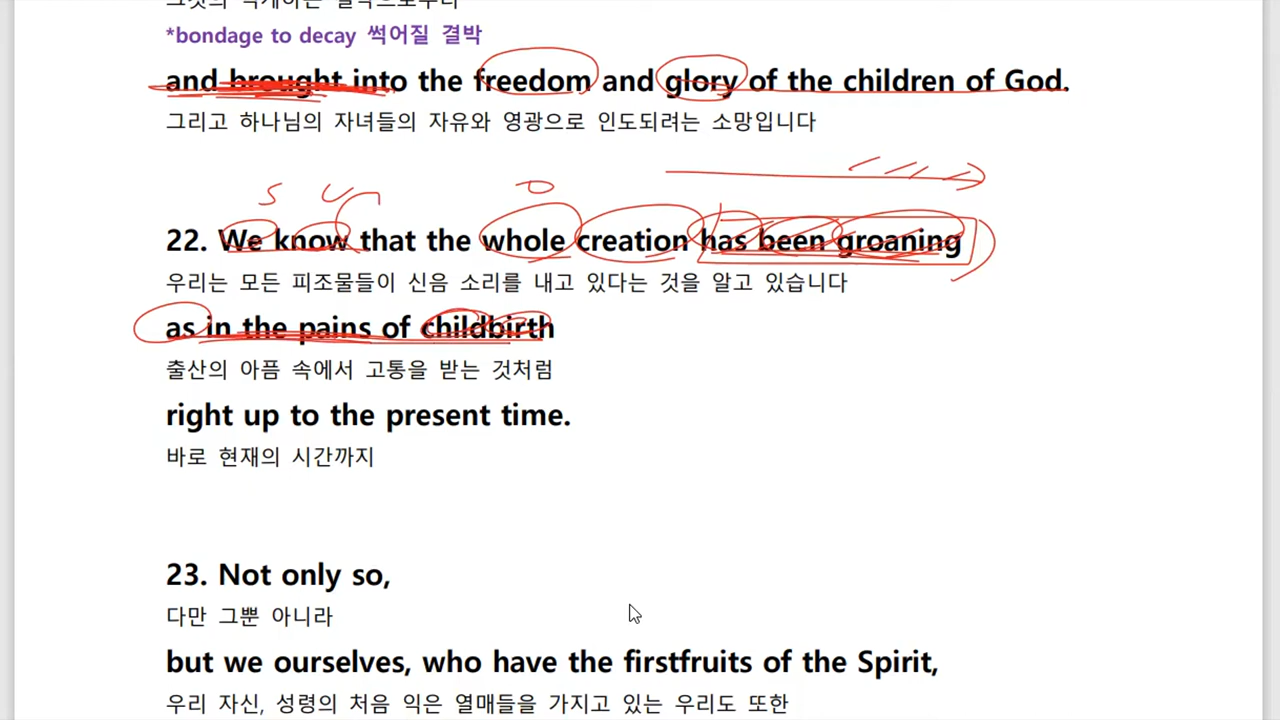 *bondage to decay 썩어질 결박
and brought into the freedom and glory of the children of God.
그리고 하나님의 자녀들의 자유와 영광으로 인도되려는 소망입니다
S V O
22. We know that the whole creation has been groaning
우리는 모든 피조물들이 신음 소리를 내고 있다는 것을 알고 있습니다
as in the pains of childbirth
출산의 아픔 속에서 고통을 받는 것처럼
right up to the present time.
바로 현재의 시간까지
23. Not only so,
다만 그뿐 아니라
but we ourselves, who have the firstfruits of the Spirit,
우리 자신, 성령의 처음 익은 열매들을 가지고 있는 우리도 또한